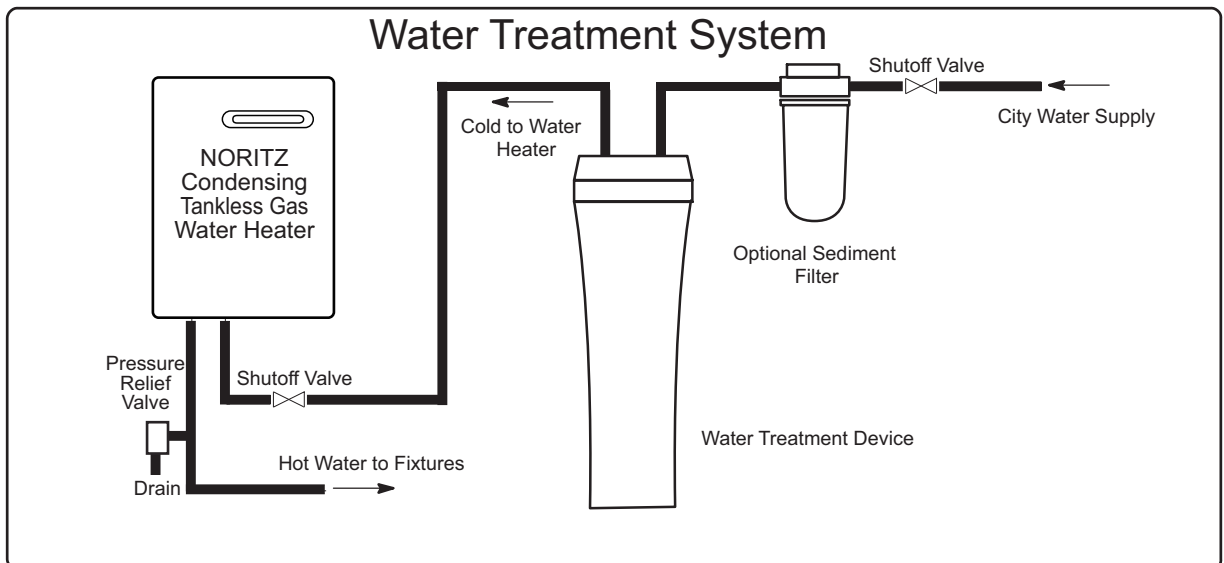 Water Treatment System
NORITZ
Condensing
Tankless Gas
Water Heater
Cold to Water
Heater
Shutoff Valve
City Water Supply
Optional Sediment
Filter
Pressure
Relief
Valve
Shutoff Valve
Water Treatment Device
Hot Water to Fixtures
Drain